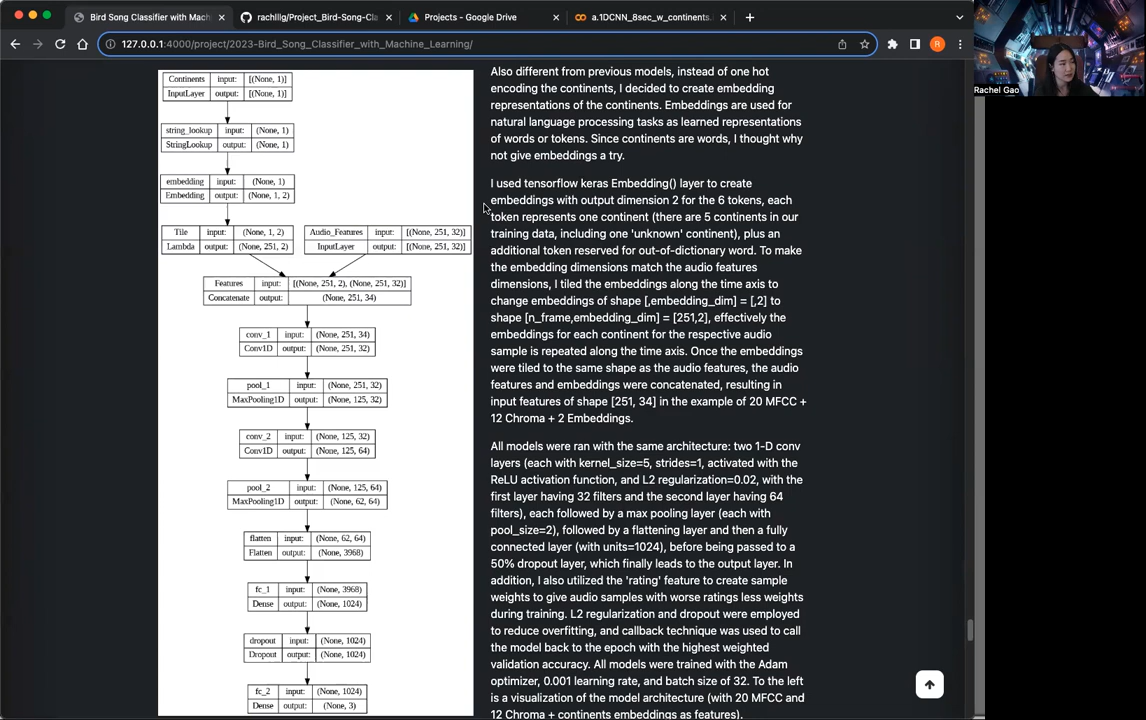 Bird Song Classifier with Mach
rachllg/Project_Bird-Song-Cla
Projects - Google Drive
a.1DCNN_8sec_w_continents.
127.0.0.1:4000/project/2023-Bird_Song_Classifier_with_Machine_Learning/
R
Rachel Gao
Continents input: [(None, 1)]
InputLayer output: [(None, 1)]
string_lookup input: (None, 1)
StringLookup output: (None, 1)
embedding input: (None, 1)
Embedding output: (None, 1, 2)
Tile input: (None, 1, 2)
Lambda output: (None, 251, 2)
Audio_Features input: [(None, 251, 32)]
InputLayer output: [(None, 251, 32)]
Features input: [(None, 251, 2), (None, 251, 32)]
Concatenate output: (None, 251, 34)
conv_1 input: (None, 251, 34)
Conv1D output: (None, 251, 32)
pool_1 input: (None, 251, 32)
MaxPooling1D output: (None, 125, 32)
conv_2 input: (None, 125, 32)
Conv1D output: (None, 125, 64)
pool_2 input: (None, 125, 64)
MaxPooling1D output: (None, 62, 64)
flatten input: (None, 62, 64)
Flatten output: (None, 3968)
fc_1 input: (None, 3968)
Dense output: (None, 1024)
dropout input: (None, 1024)
Dropout output: (None, 1024)
fc_2 input: (None, 1024)
Dense output: (None, 3)
Also different from previous models, instead of one hot
encoding the continents, I decided to create embedding
representations of the continents. Embeddings are used for
natural language processing tasks as learned representations
of words or tokens. Since continents are words, I thought why
not give embeddings a try.
I used tensorflow keras Embedding() layer to create
embeddings with output dimension 2 for the 6 tokens, each
token represents one continent (there are 5 continents in our
training data, including one 'unknown' continent), plus an
additional token reserved for out-of-dictionary word. To make
the embedding dimensions match the audio features
dimensions, I tiled the embeddings along the time axis to
change embeddings of shape [,embedding_dim] = [,2] to
shape [n_frame,embedding_dim] = [251,2], effectively the
embeddings for each continent for the respective audio
sample is repeated along the time axis. Once the embeddings
were tiled to the same shape as the audio features, the audio
features and embeddings were concatenated, resulting in
input features of shape [251, 34] in the example of 20 MFCC +
12 Chroma + 2 Embeddings.
All models were ran with the same architecture: two 1-D conv
layers (each with kernel_size=5, strides=1, activated with the
ReLU activation function, and L2 regularization=0.02, with the
first layer having 32 filters and the second layer having 64
filters), each followed by a max pooling layer (each with
pool_size=2), followed by a flattening layer and then a fully
connected layer (with units=1024), before being passed to a
50% dropout layer, which finally leads to the output layer. In
addition, I also utilized the 'rating' feature to create sample
weights to give audio samples with worse ratings less weights
during training. L2 regularization and dropout were employed
to reduce overfitting, and callback technique was used to call
the model back to the epoch with the highest weighted
validation accuracy. All models were trained with the Adam
optimizer, 0.001 learning rate, and batch size of 32. To the left
is a visualization of the model architecture (with 20 MFCC and
12 Chroma + continents embeddings as features).